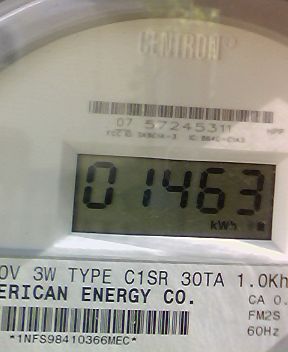 CENTRON®
07 57245311
01463
kWh
0V 3W TYPE C1SR 30TA 1.0Kh
ERICAN ENERGY CO.
CA 0.
FM2S
60Hz
*1NFS98410366MEC*